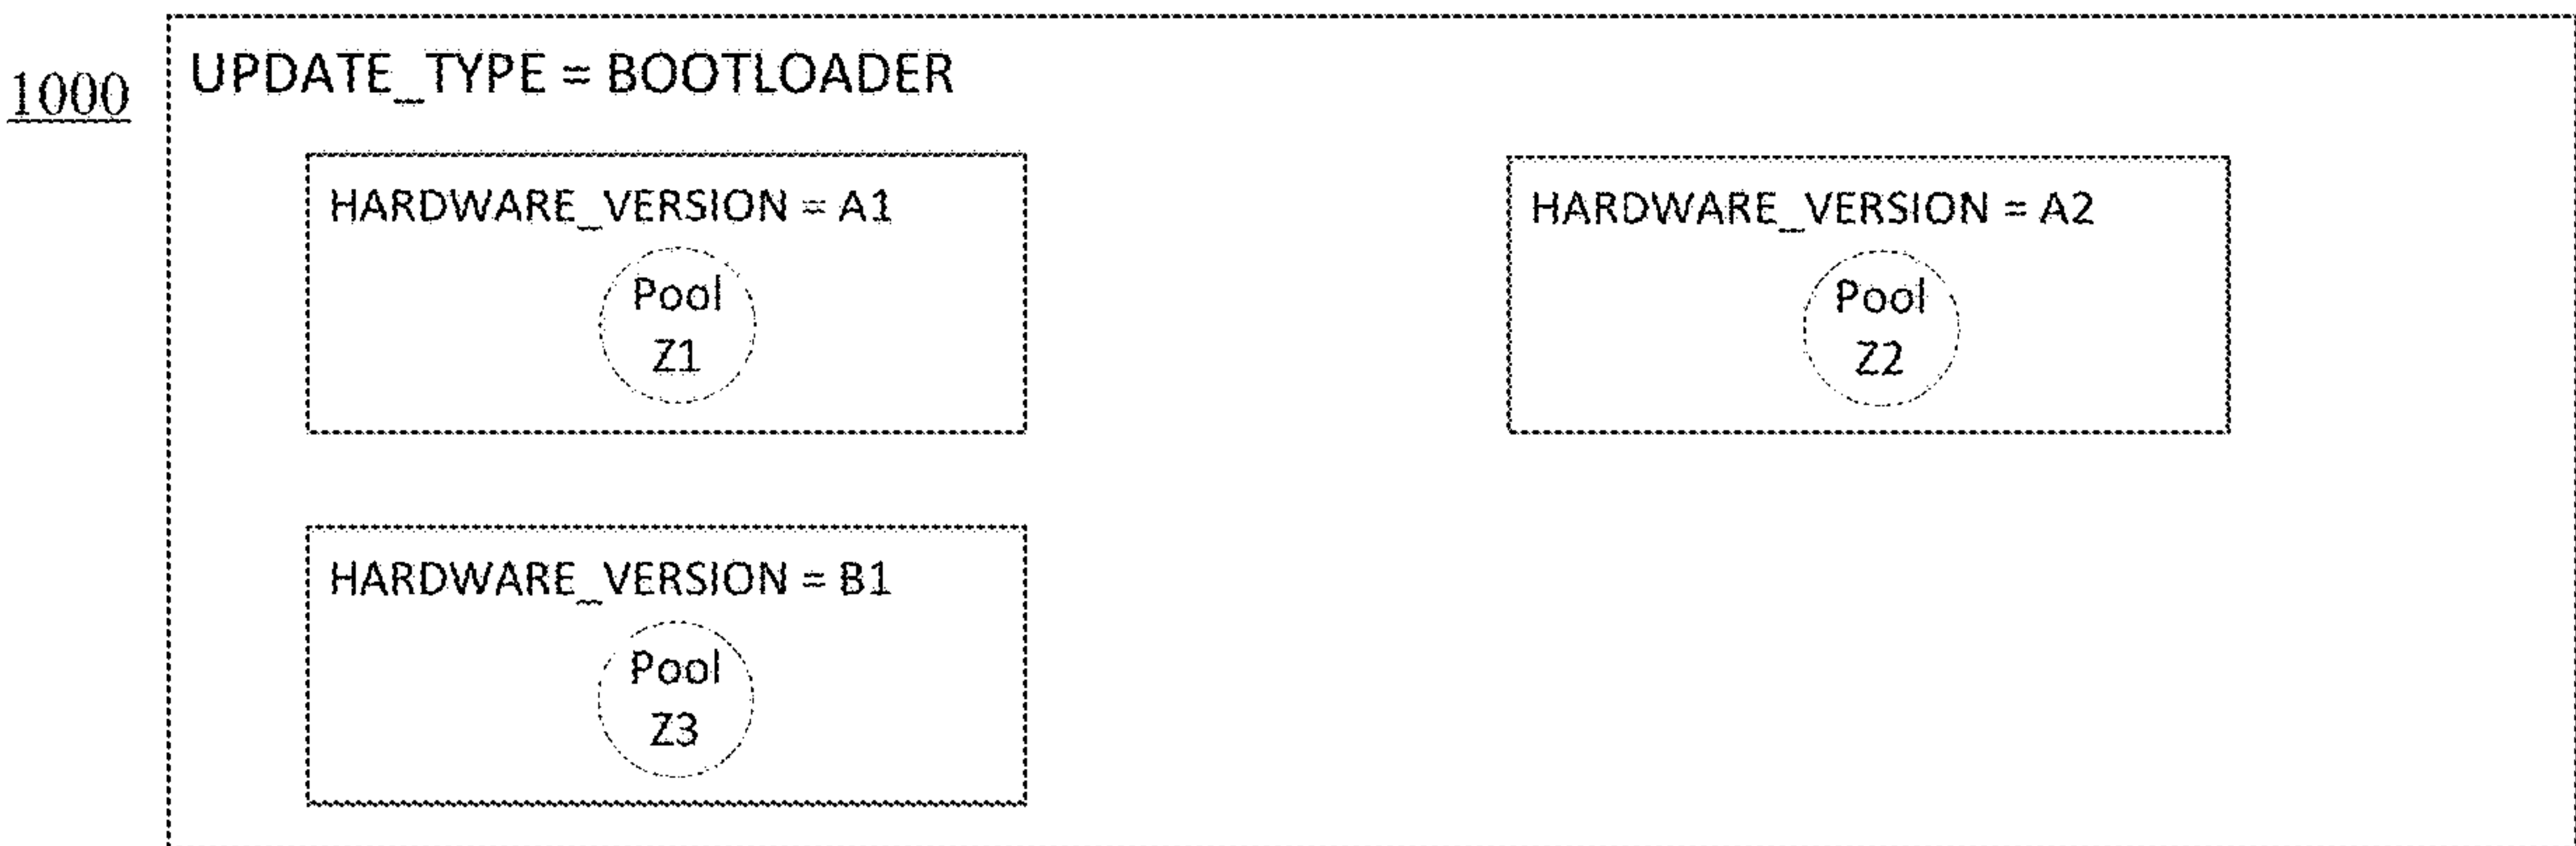 1000
UPDATE_TYPE = BOOTLOADER
HARDWARE_VERSION = A1
Pool
Z1
HARDWARE_VERSION = A2
Pool
Z2
HARDWARE_VERSION = B1
Pool
Z3